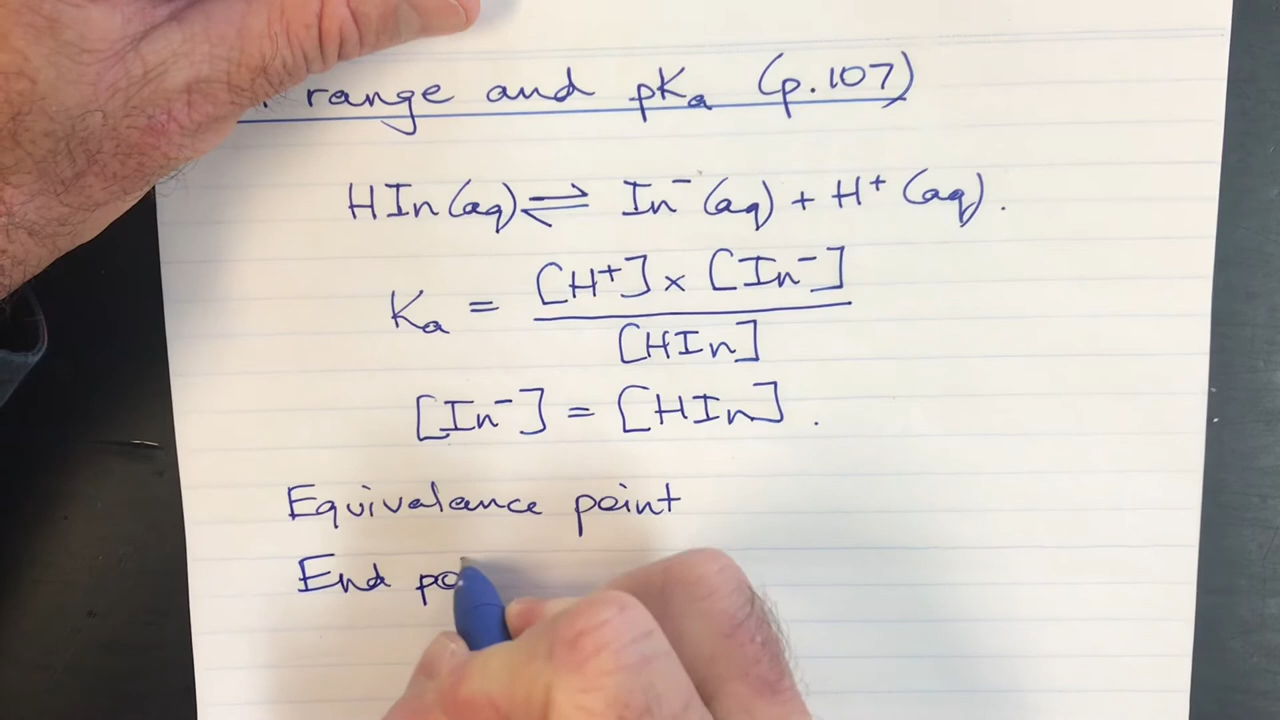 range and pKa (p.107)
HIn(aq) ⇌ In⁻(aq) + H⁺(aq).
Ka = [H⁺] × [In⁻] / [HIn]
[In⁻] = [HIn].
Equivalance point
End po